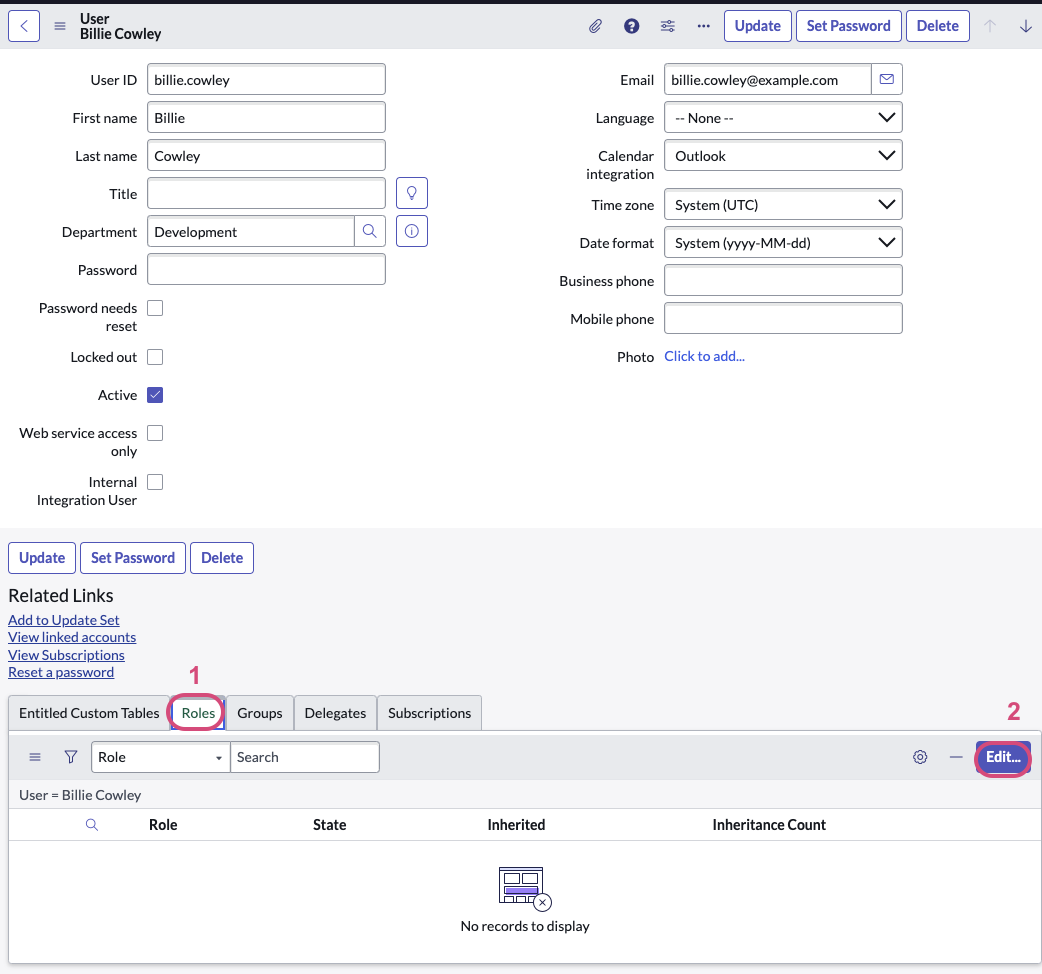 User
Billie Cowley
Update
Set Password
Delete
User ID
billie.cowley
First name
Billie
Last name
Cowley
Title
Department
Development
Password
Password needs
reset
Locked out
Active
Web service access
only
Internal
Integration User
Email
billie.cowley@example.com
Language
-- None --
Calendar
integration
Outlook
Time zone
System (UTC)
Date format
System (yyyy-MM-dd)
Business phone
Mobile phone
Photo
Click to add...
Update
Set Password
Delete
Related Links
Add to Update Set
View linked accounts
View Subscriptions
Reset a password
1
Entitled Custom Tables
Roles
Groups
Delegates
Subscriptions
2
Role
Search
Edit...
User = Billie Cowley
Role
State
Inherited
Inheritance Count
No records to display